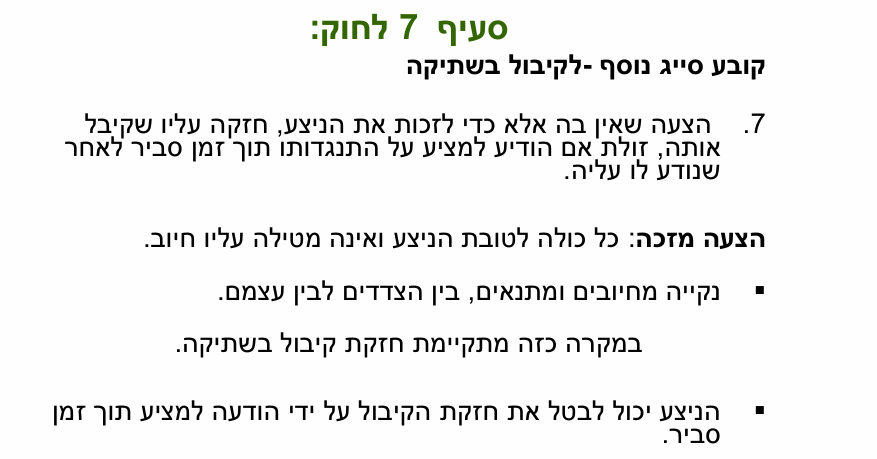 סעיף 7 לחוק:
קובע סייג נוסף -לקיבול בשתיקה
7. הצעה שאין בה אלא כדי לזכות את הניצע, חזקה עליו שקיבל
אותה, זולת אם הודיע למציע על התנגדותו תוך זמן סביר לאחר
שנודע לו עליה.
הצעה מזכה: כל כולה לטובת הניצע ואינה מטילה עליו חיוב.
▪ נקייה מחיובים ומתנאים, בין הצדדים לבין עצמם.
במקרה כזה מתקיימת חזקת קיבול בשתיקה.
▪ הניצע יכול לבטל את חזקת הקיבול על ידי הודעה למציע תוך זמן
סביר.